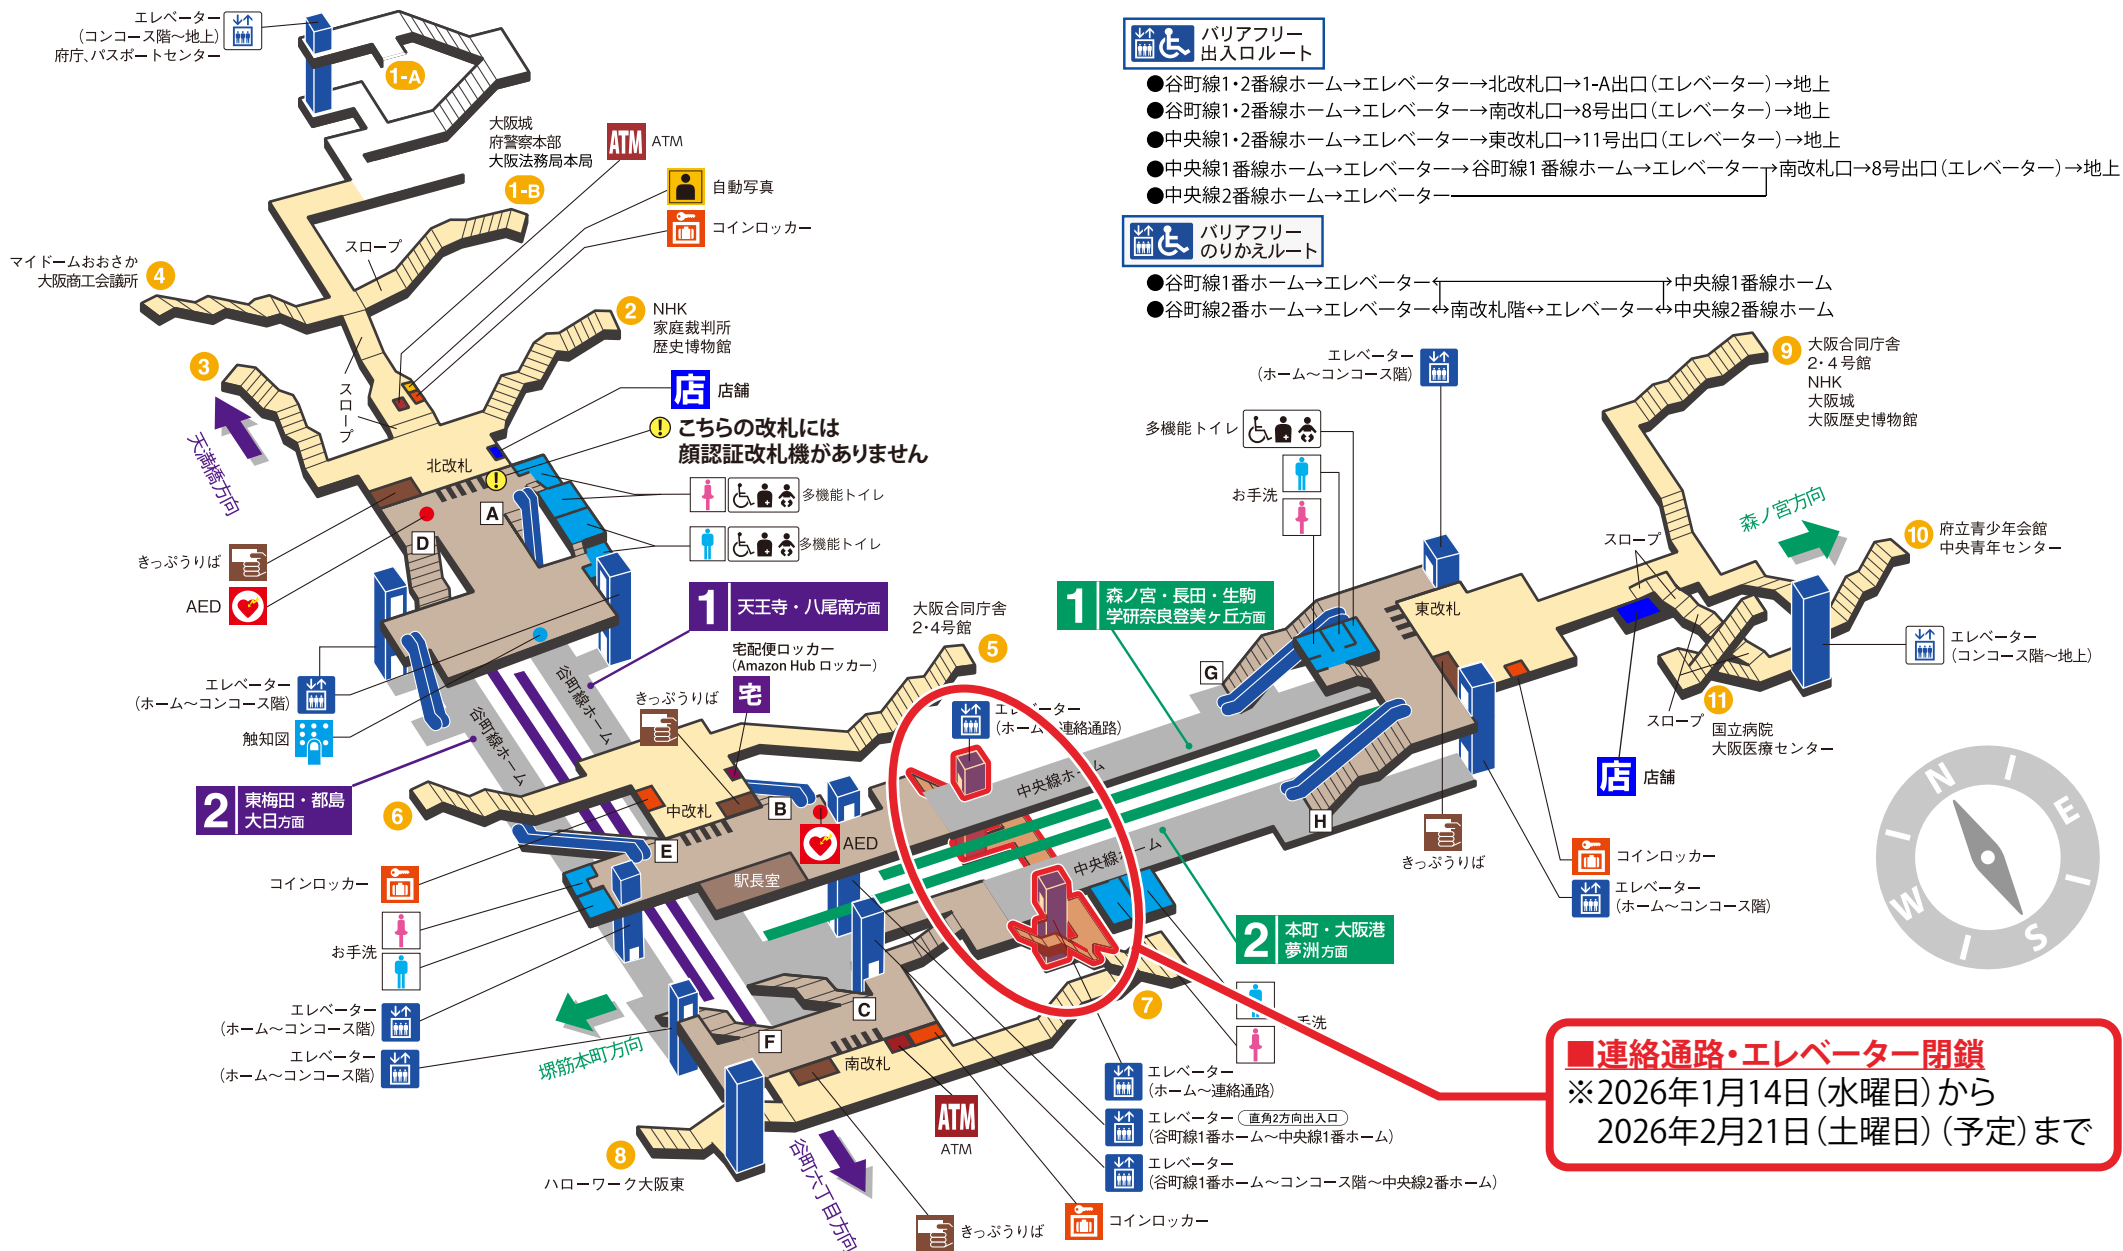 エレベーター
(コンコース階～地上)
府庁、パスポートセンター
1-A
大阪城
府警察本部
大阪法務局本局
1-B
ATM
ATM
自動写真
コインロッカー
スロープ
マイドームおおさか
大阪商工会議所
4
2
NHK
家庭裁判所
歴史博物館
3
スロープ
店
店舗
! こちらの改札には
顔認証改札機がありません
天満橋方向
北改札
!
A
D
多機能トイレ
多機能トイレ
きっぷうりば
AED
エレベーター
(ホーム～コンコース階)
触知図
1 天王寺・八尾南方面
谷町線ホーム
谷町線ホーム
2 東梅田・都島
大日方面
宅配便ロッカー
(Amazon Hub ロッカー)
宅
きっぷうりば
大阪合同庁舎
2・4号館
5
6
中改札
B
E
AED
駅長室
コインロッカー
お手洗
エレベーター
(ホーム～コンコース階)
エレベーター
(ホーム～コンコース階)
堺筋本町方向
エレベーター
(ホーム～連絡通路)
中央線ホーム
中央線ホーム
C
F
南改札
7
8
ハローワーク大阪東
谷町六丁目方向
ATM
ATM
きっぷうりば
コインロッカー
手洗
エレベーター
(ホーム～連絡通路)
エレベーター 直角2方向出入口
(谷町線1番ホーム～中央線1番ホーム)
エレベーター
(谷町線1番ホーム～コンコース階～中央線2番ホーム)
バリアフリー
出入口ルート
●谷町線1・2番線ホーム→エレベーター→北改札口→1-A出口(エレベーター)→地上
●谷町線1・2番線ホーム→エレベーター→南改札口→8号出口(エレベーター)→地上
●中央線1・2番線ホーム→エレベーター→東改札口→11号出口(エレベーター)→地上
●中央線1番線ホーム→エレベーター→谷町線1番線ホーム→エレベーター→南改札口→8号出口(エレベーター)→地上
●中央線2番線ホーム→エレベーター
バリアフリー
のりかえルート
●谷町線1番ホーム→エレベーター←→中央線1番線ホーム
●谷町線2番ホーム→エレベーター↔南改札階↔エレベーター↔中央線2番線ホーム
エレベーター
(ホーム～コンコース階)
多機能トイレ
お手洗
1 森ノ宮・長田・生駒
学研奈良登美ヶ丘方面
G
H
東改札
9
大阪合同庁舎
2・4号館
NHK
大阪城
大阪歴史博物館
森ノ宮方向
スロープ
10
府立青少年会館
中央青年センター
エレベーター
(コンコース階～地上)
11
スロープ
国立病院
大阪医療センター
店
店舗
きっぷうりば
コインロッカー
エレベーター
(ホーム～コンコース階)
2 本町・大阪港
夢洲方面
N
E
S
W
■連絡通路・エレベーター閉鎖
※2026年1月14日(水曜日)から
2026年2月21日(土曜日)(予定)まで